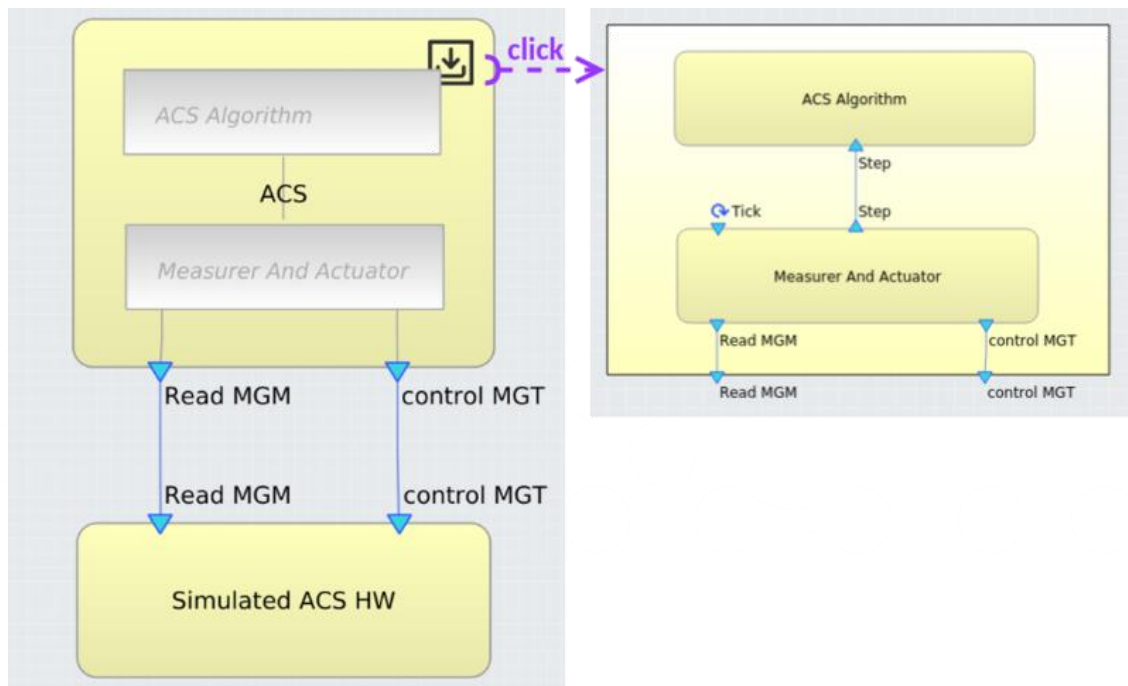 click
ACS Algorithm
ACS
Measurer And Actuator
Read MGM
control MGT
Read MGM
control MGT
Simulated ACS HW
ACS Algorithm
Step
Tick
Step
Measurer And Actuator
Read MGM
control MGT
Read MGM
control MGT